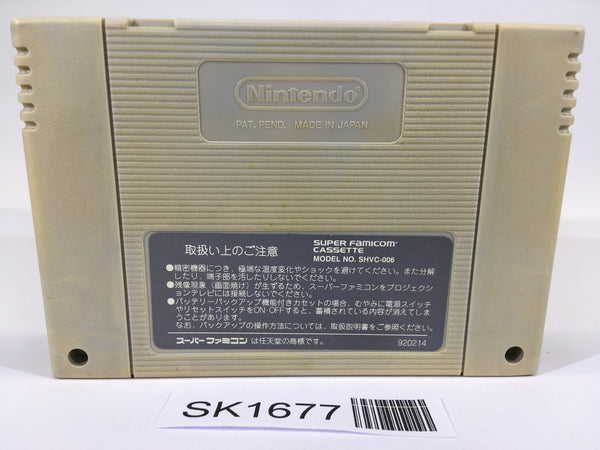 Nintendo
PAT. PEND. MADE IN JAPAN
取扱い上のご注意
SUPER FAMICOM
CASSETTE
MODEL NO. SHVC-006
●精密機器につき、極端な温度変化やショックを避けてください。また分解
したり、端子部を汚したりしないでください。
●残像現象(画面焼け)が生ずるため、スーパーファミコンをプロジェクシ
ョンテレビには接続しないでください。
●バッテリーバックアップ機能付きカセットの場合、むやみに電源スイッチ
やリセットスイッチをON・OFFすると、蓄積されている内容が消えてしま
うことがあります。
なお、バックアップの操作方法については、取扱説明書をご参照ください。
スーパーファミコンは任天堂の商標です。
920214
SK1677